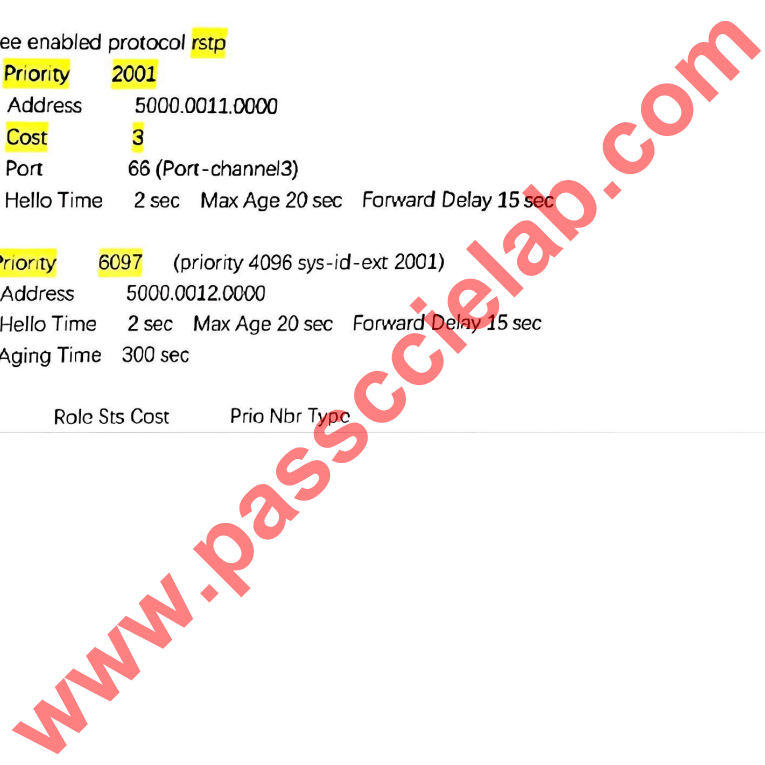 ee enabled protocol rstp
Priority 2001
Address 5000.0011.0000
Cost 3
Port 66 (Port-channel3)
Hello Time 2 sec Max Age 20 sec Forward Delay 15 sec
Priority 6097 (priority 4096 sys-id-ext 2001)
Address 5000.0012.0000
Hello Time 2 sec Max Age 20 sec Forward Delay 15 sec
Aging Time 300 sec
Role Sts Cost Prio Nbr Type
www.passccielab.com